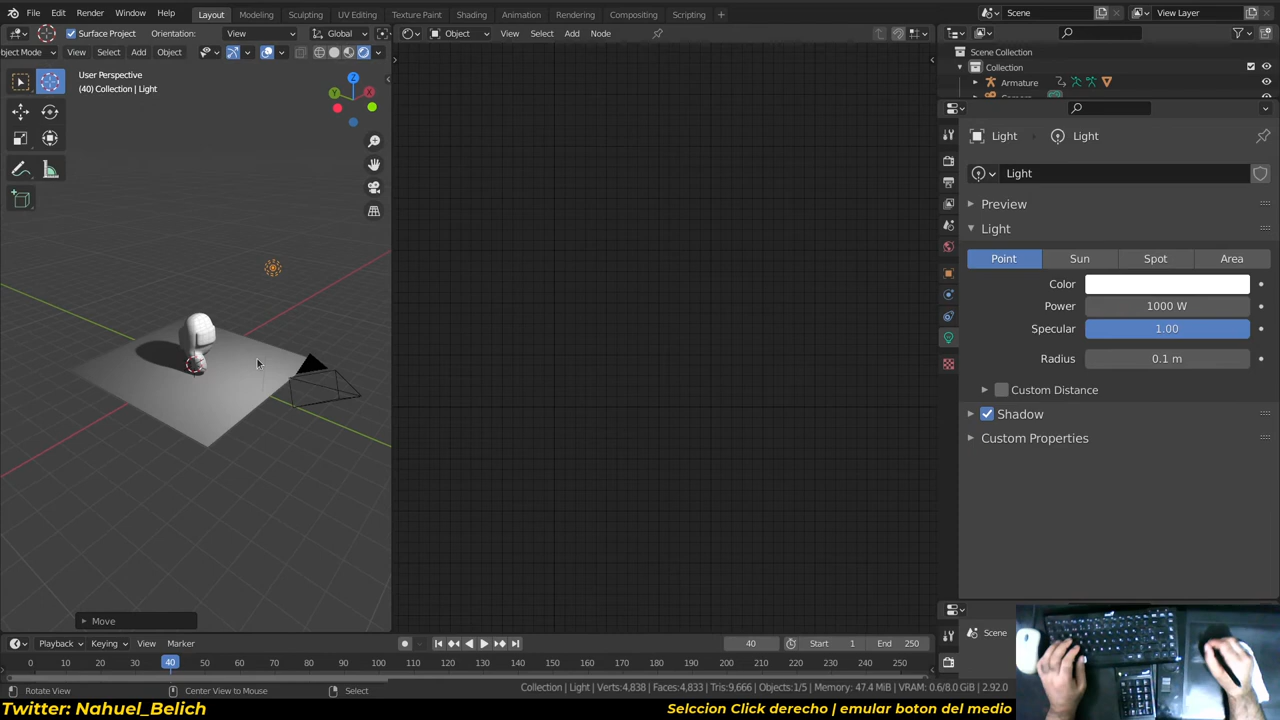 File Edit Render Window Help Layout Modeling Sculpting UV Editing Texture Paint Shading Animation Rendering Compositing Scripting + Scene View Layer
Surface Project Orientation: View Global Object View Select Add Node
oject Mode View Select Add Object Scene Collection
Collection
User Perspective
(40) Collection | Light
Armature
Z Y X
Light Light
Light
Preview
Light
Point Sun Spot Area
Color
Power 1000 W
Specular 1.00
Radius 0.1 m
Custom Distance
Shadow
Custom Properties
Move
Playback Keying View Marker 40 Start 1 End 250 Scene
0 10 20 30 40 50 60 70 80 90 100 110 120 130 140 150 160 170 180 190 200 210 220 230 240 250
Rotate View Center View to Mouse Select Collection | Light | Verts:4,838 | Faces:4,833 | Tris:9,666 | Objects:1/5 | Memory: 47.4 MiB | VRAM: 0.6/8.0 GiB | 2.92.0
Twitter: Nahuel_Belich Selccion Click derecho | emular boton del medio